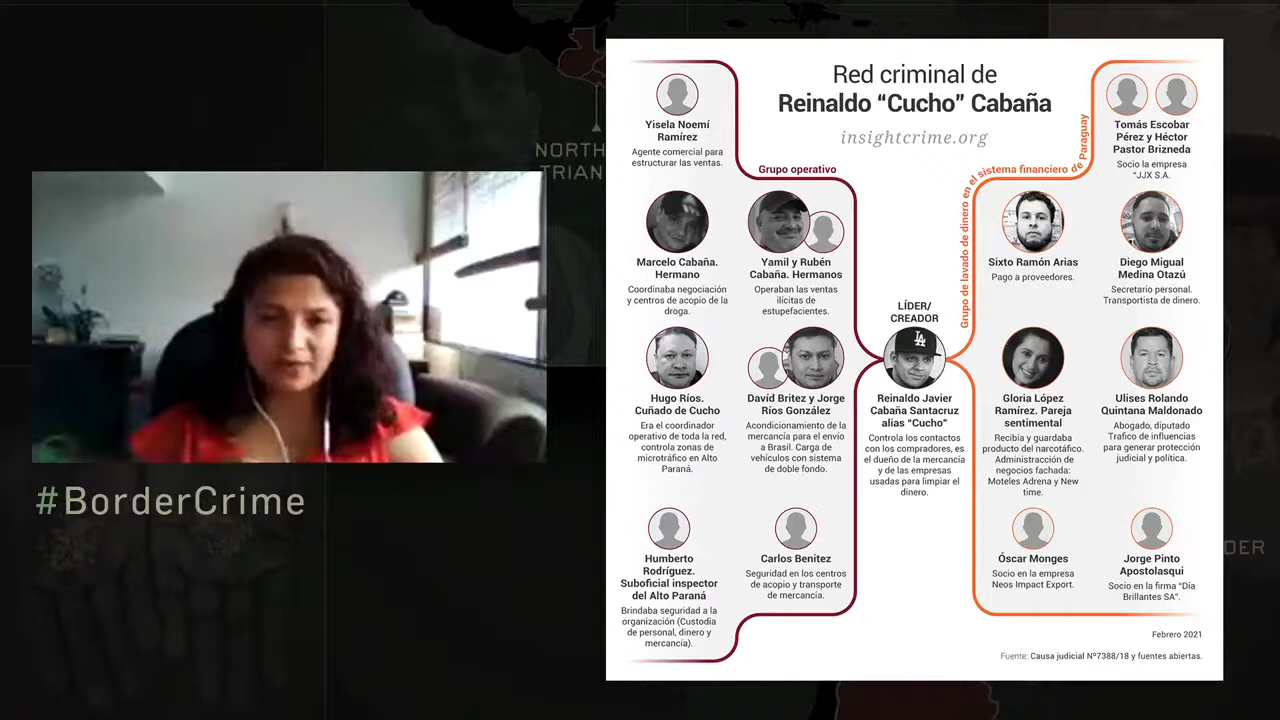 NORTH
TRIAN
#BorderCrime
Red criminal de
Reinaldo “Cucho” Cabaña
insightcrime.org
Grupo operativo
Grupo de lavado de dinero en el sistema financiero de Paraguay
Yisela Noemí
Ramírez
Agente comercial para
estructurar las ventas.
Tomás Escobar
Pérez y Héctor
Pastor Brizneda
Socio la empresa
“JJX S.A.
Marcelo Cabaña.
Hermano
Coordinaba negociación
y centros de acopio de la
droga.
Yamil y Rubén
Cabaña. Hermanos
Operaban las ventas
ilícitas de
estupefacientes.
Sixto Ramón Arias
Pago a proveedores.
Diego Migual
Medina Otazú
Secretario personal.
Transportista de dinero.
LÍDER/
CREADOR
Hugo Ríos.
Cuñado de Cucho
Era el coordinador
operativo de toda la red,
controla zonas de
microtráfico en Alto
Paraná.
David Britez y Jorge
Ríos González
Acondicionamiento de la
mercancía para el envío
a Brasil. Carga de
vehículos con sistema
de doble fondo.
Reinaldo Javier
Cabaña Santacruz
alias “Cucho”
Controla los contactos
con los compradores, es
el dueño de la mercancía
y de las empresas
usadas para limpiar el
dinero.
Gloria López
Ramírez. Pareja
sentimental
Recibía y guardaba
producto del narcotáfico.
Administracción de
negocios fachada:
Moteles Adrena y New
time.
Ulises Rolando
Quintana Maldonado
Abogado, diputado
Trafico de influencias
para generar protección
judicial y política.
Humberto
Rodríguez.
Suboficial inspector
del Alto Paraná
Brindaba seguridad a la
organización (Custodia
de personal, dinero y
mercancía).
Carlos Benitez
Seguridad en los centros
de acopio y transporte
de mercancía.
Óscar Monges
Socio en la empresa
Neos Impact Export.
Jorge Pinto
Apostolasqui
Socio en la firma “Día
Brillantes SA”.
DER
Febrero 2021
Fuente: Causa judicial Nº7388/18 y fuentes abiertas.